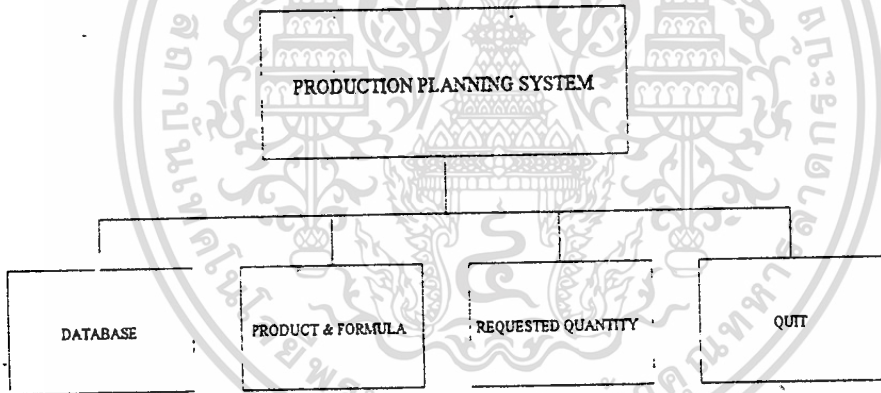 PRODUCTION PLANNING SYSTEM
DATABASE
PRODUCT & FORMULA
REQUESTED QUANTITY
QUIT